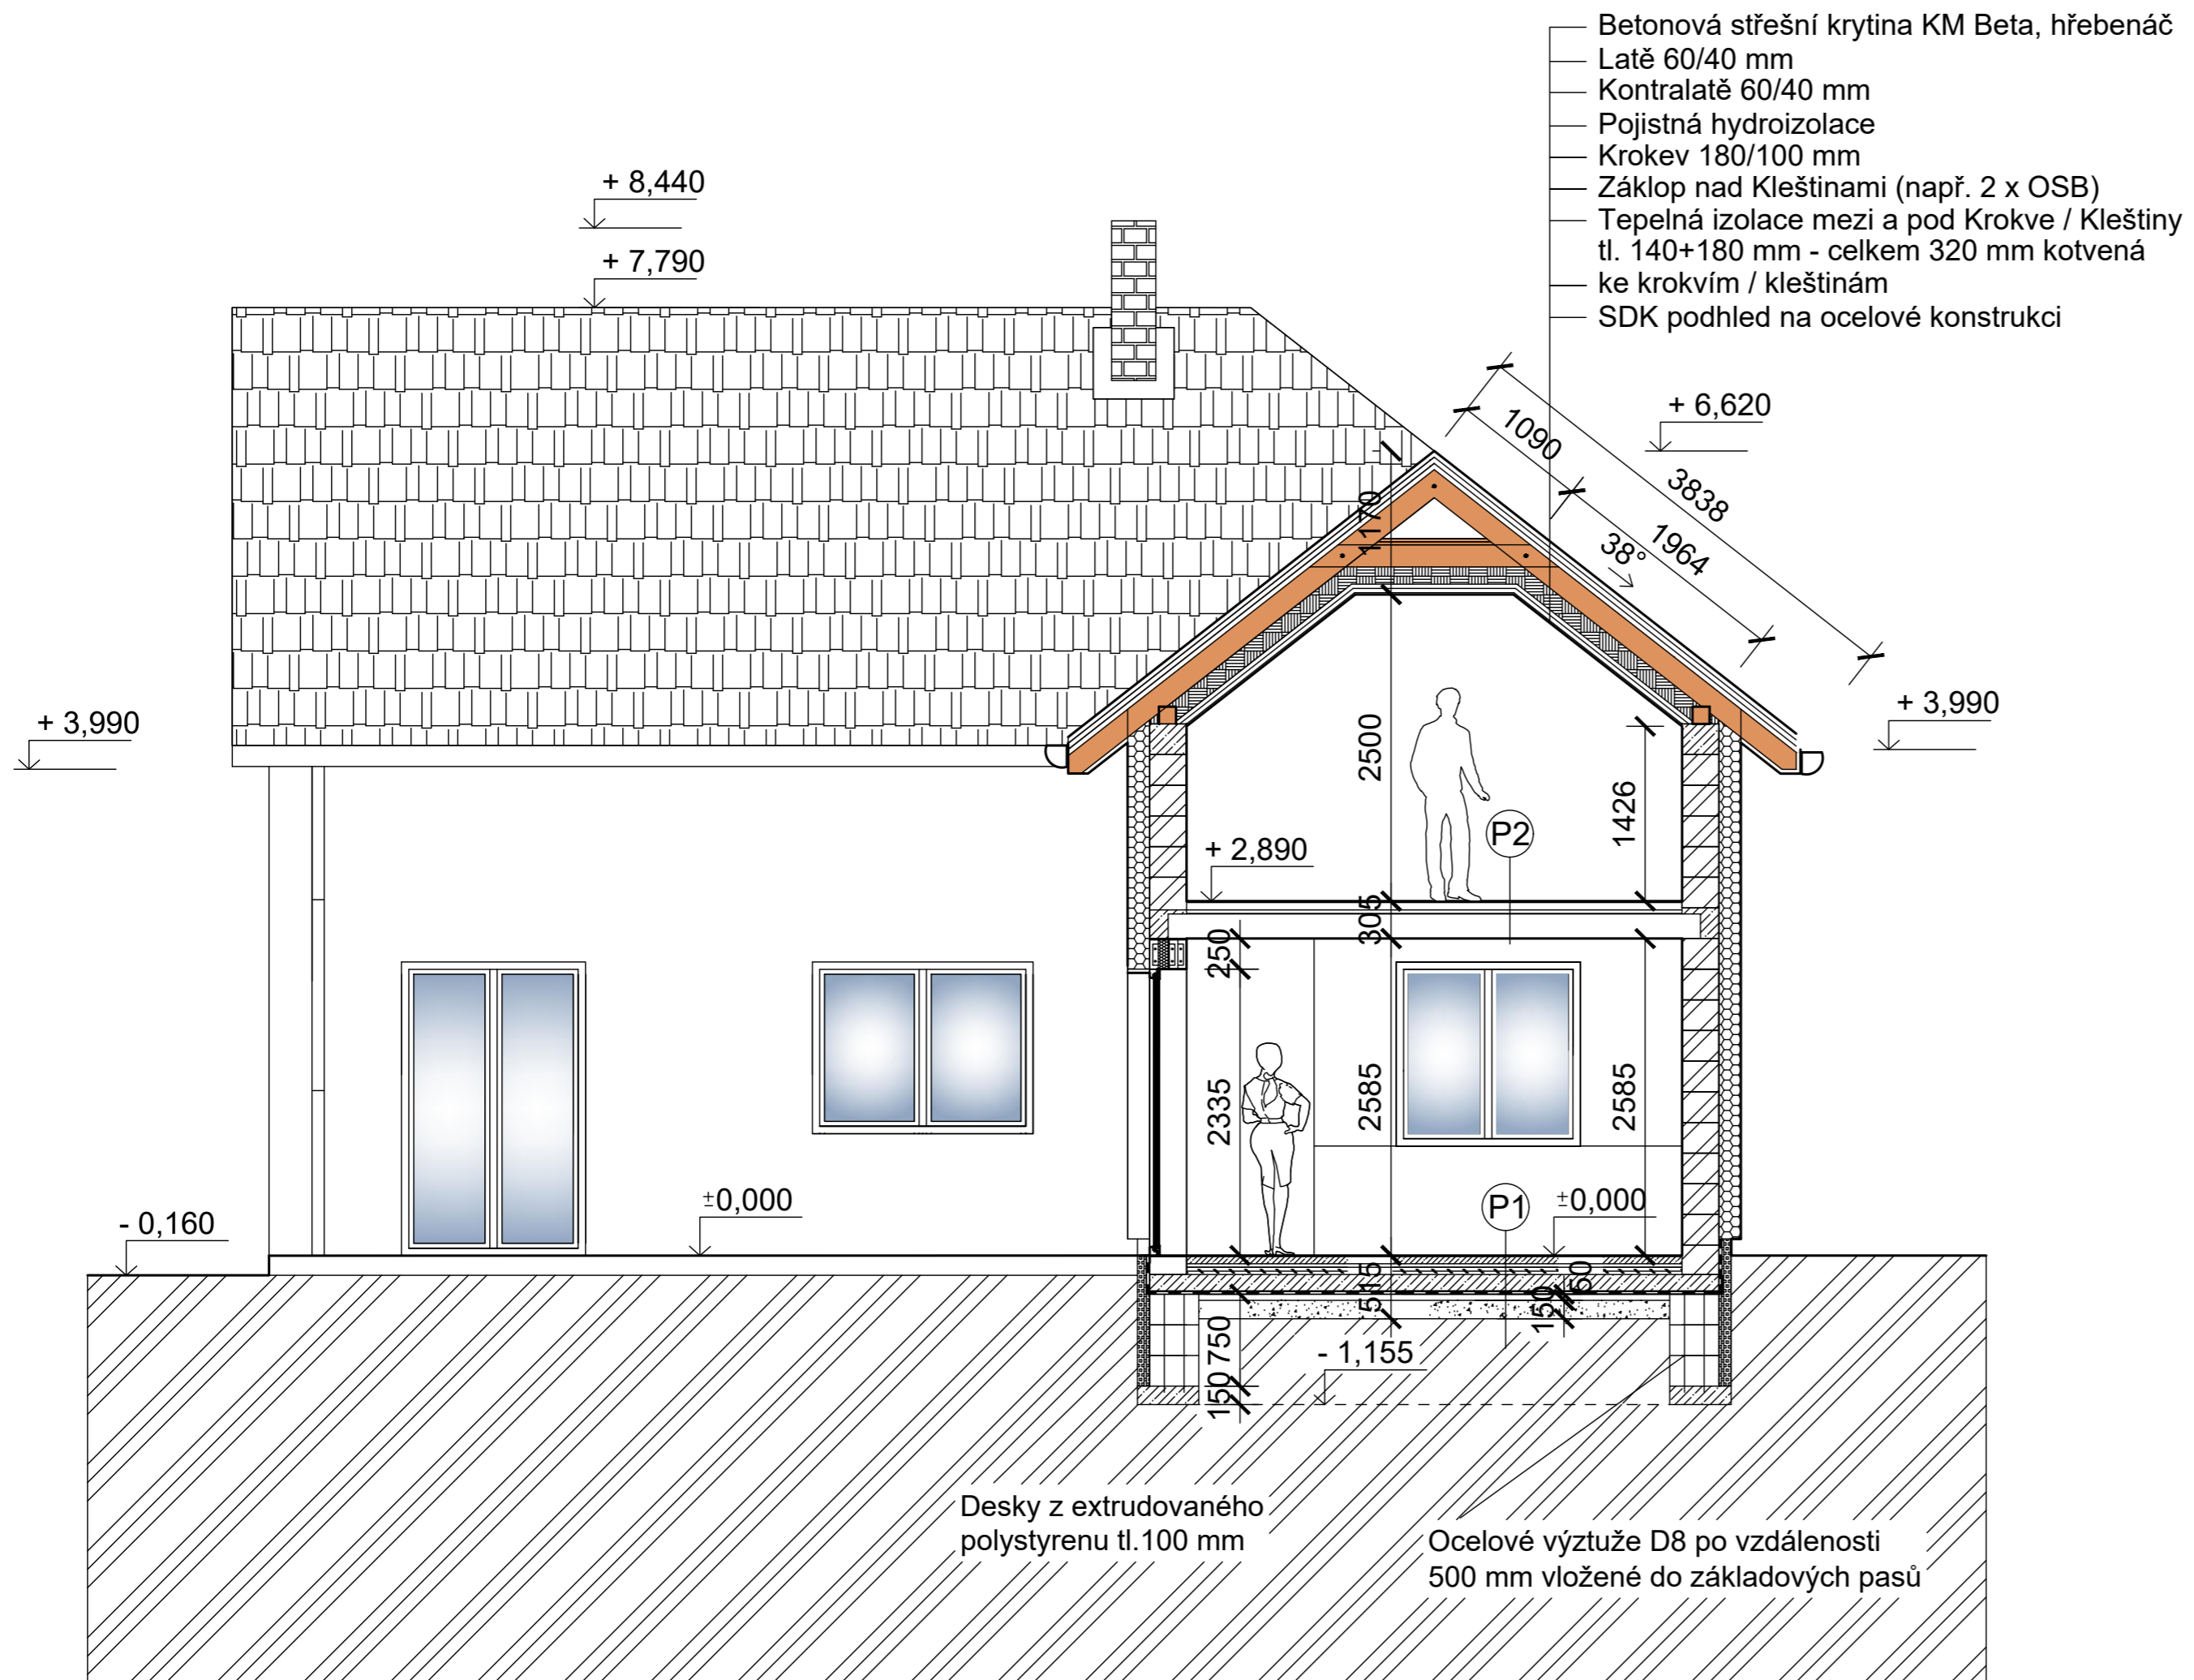 Betonová střešní krytina KM Beta, hřebenáč
Latě 60/40 mm
Kontralatě 60/40 mm
Pojistná hydroizolace
Krokev 180/100 mm
Záklop nad Kleštinami (např. 2 x OSB)
Tepelná izolace mezi a pod Krokve / Kleštiny
tl. 140+180 mm - celkem 320 mm kotvená
ke krokvím / kleštinám
SDK podhled na ocelové konstrukci
+ 8,440
+ 7,790
+ 6,620
1090
3838
1964
38°
1170
+ 3,990
+ 3,990
2500
1426
P2
+ 2,890
305
250
2335
2585
2585
- 0,160
±0,000
P1
±0,000
515
150
50
750
150
- 1,155
Desky z extrudovaného
polystyrenu tl.100 mm
Ocelové výztuže D8 po vzdálenosti
500 mm vložené do základových pasů